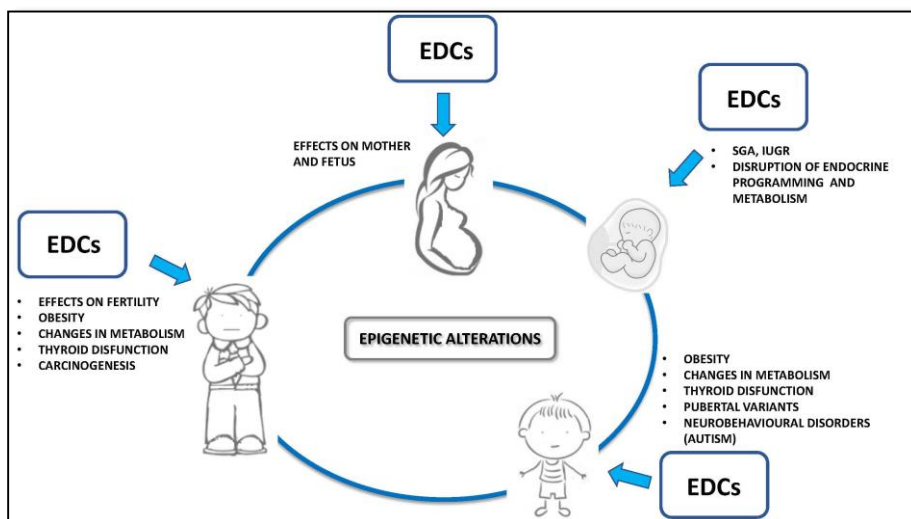 EDCs
EFFECTS ON MOTHER
AND FETUS
EDCs
• SGA, IUGR
• DISRUPTION OF ENDOCRINE
PROGRAMMING AND
METABOLISM
EDCs
• EFFECTS ON FERTILITY
• OBESITY
• CHANGES IN METABOLISM
• THYROID DISFUNCTION
• CARCINOGENESIS
EPIGENETIC ALTERATIONS
• OBESITY
• CHANGES IN METABOLISM
• THYROID DISFUNCTION
• PUBERTAL VARIANTS
• NEUROBEHAVIOURAL DISORDERS
(AUTISM)
EDCs